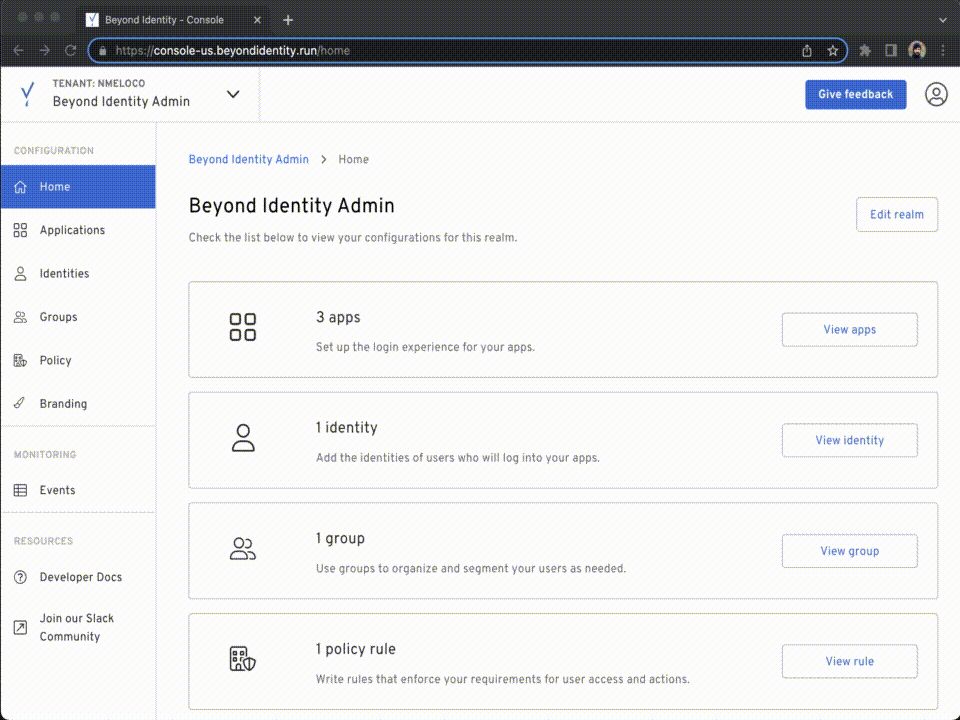 Beyond Identity - Console
https://console-us.beyondidentity.run/home
TENANT: NMELOCO
Beyond Identity Admin
Give feedback
CONFIGURATION
Home
Applications
Identities
Groups
Policy
Branding
MONITORING
Events
RESOURCES
Developer Docs
Join our Slack
Community
Beyond Identity Admin > Home
Beyond Identity Admin
Edit realm
Check the list below to view your configurations for this realm.
3 apps
Set up the login experience for your apps.
View apps
1 identity
Add the identities of users who will log into your apps.
View identity
1 group
Use groups to organize and segment your users as needed.
View group
1 policy rule
Write rules that enforce your requirements for user access and actions.
View rule